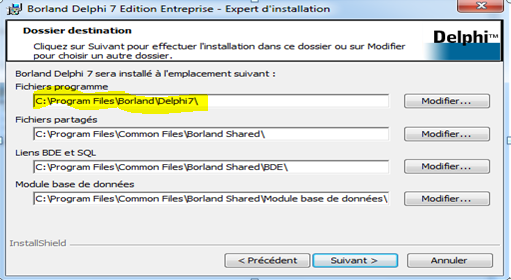 Borland Delphi 7 Edition Entreprise - Expert d'installation
Dossier destination
Cliquez sur Suivant pour effectuer l'installation dans ce dossier ou sur Modifier
pour choisir un autre dossier.
Delphi™
Borland Delphi 7 sera installé à l'emplacement suivant :
Fichiers programme
C:\Program Files\Borland\Delphi7\
Modifier...
Fichiers partagés
C:\Program Files\Common Files\Borland Shared\
Modifier...
Liens BDE et SQL
C:\Program Files\Common Files\Borland Shared\BDE\
Modifier...
Module base de données
C:\Program Files\Common Files\Borland Shared\Module base de données\
Modifier...
InstallShield
< Précédent
Suivant >
Annuler